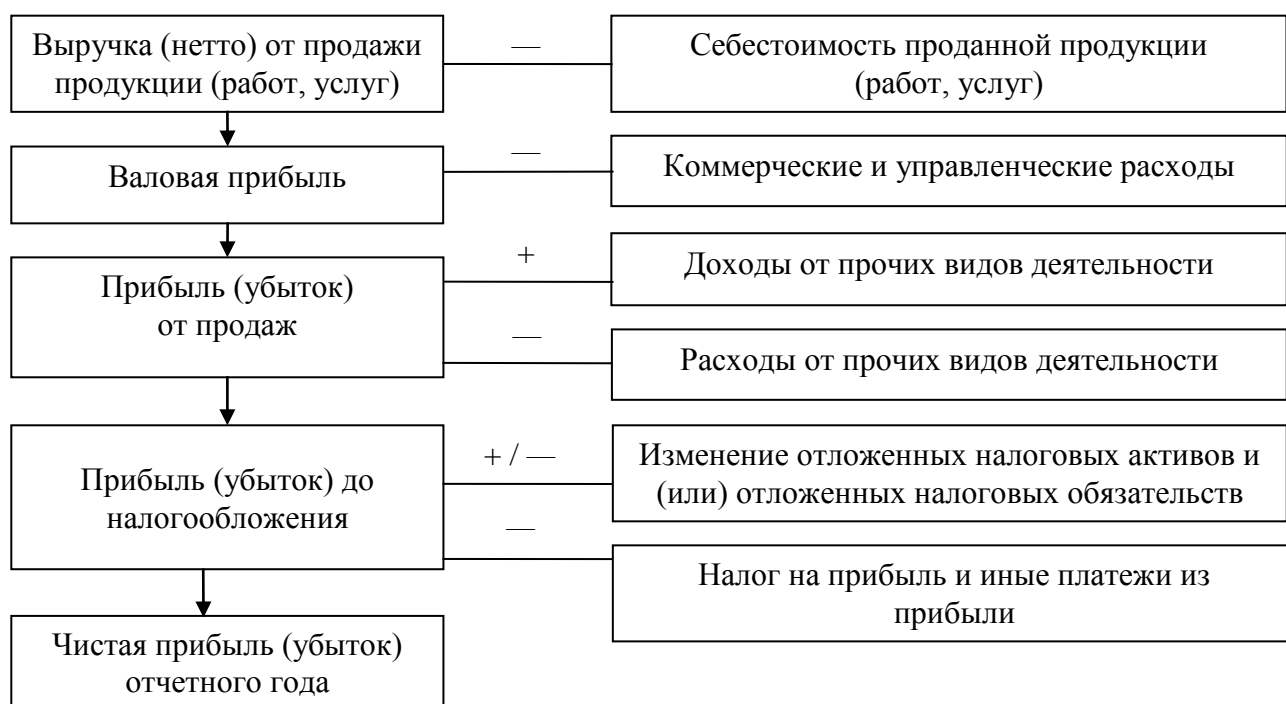 Выручка (нетто) от продажи
продукции (работ, услуг)
—
Себестоимость проданной продукции
(работ, услуг)
Валовая прибыль
—
Коммерческие и управленческие расходы
Прибыль (убыток)
от продаж
+
Доходы от прочих видов деятельности
—
Расходы от прочих видов деятельности
Прибыль (убыток) до
налогообложения
+ / —
Изменение отложенных налоговых активов и
(или) отложенных налоговых обязательств
—
Налог на прибыль и иные платежи из
прибыли
Чистая прибыль (убыток)
отчетного года